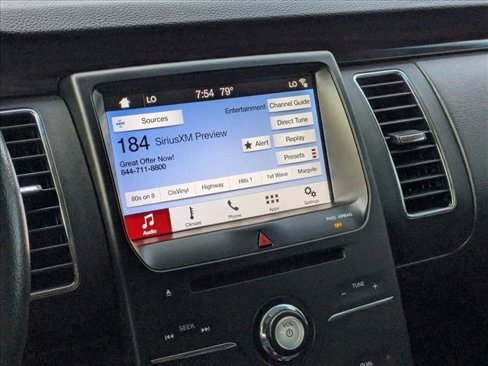 LO 7:54 79° LO
Sources Entertainment Channel Guide
Direct Tune
184 SiriusXM Preview
Alert Replay
Great Offer Now!
844-711-8800
Presets
80s on 8 ClsVinyl Highway Hits 1 1st Wave Margville
Audio Climate Phone Apps Settings
PASS AIRBAG
OFF
− TUNE +
SEEK
VOL
DUAL